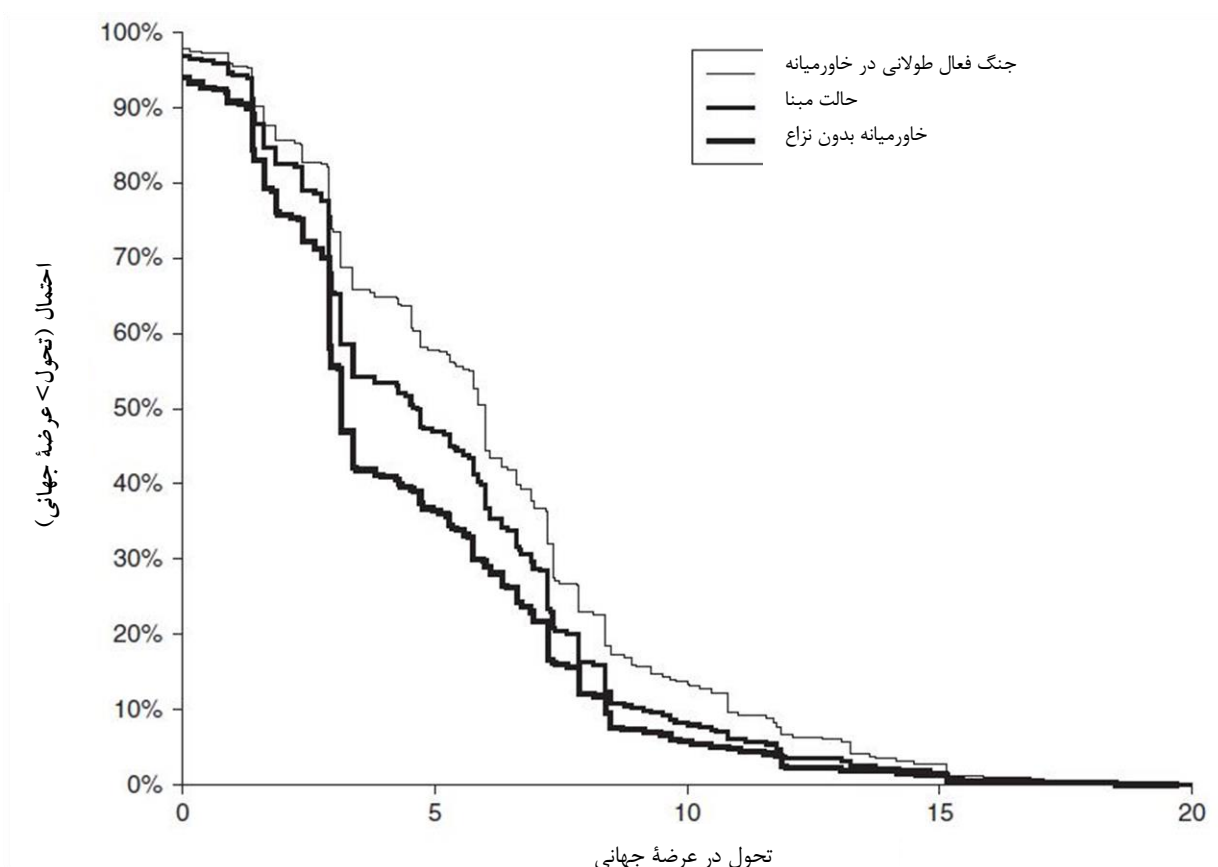 100%
90%
80%
70%
60%
50%
40%
30%
20%
10%
0%
جنگ فعال طولانی در خاورمیانه
حالت مبنا
خاورمیانه بدون نزاع
احتمال (تحول> عرضهٔ جهانی)
0 5 10 15 20
تحول در عرضهٔ جهانی